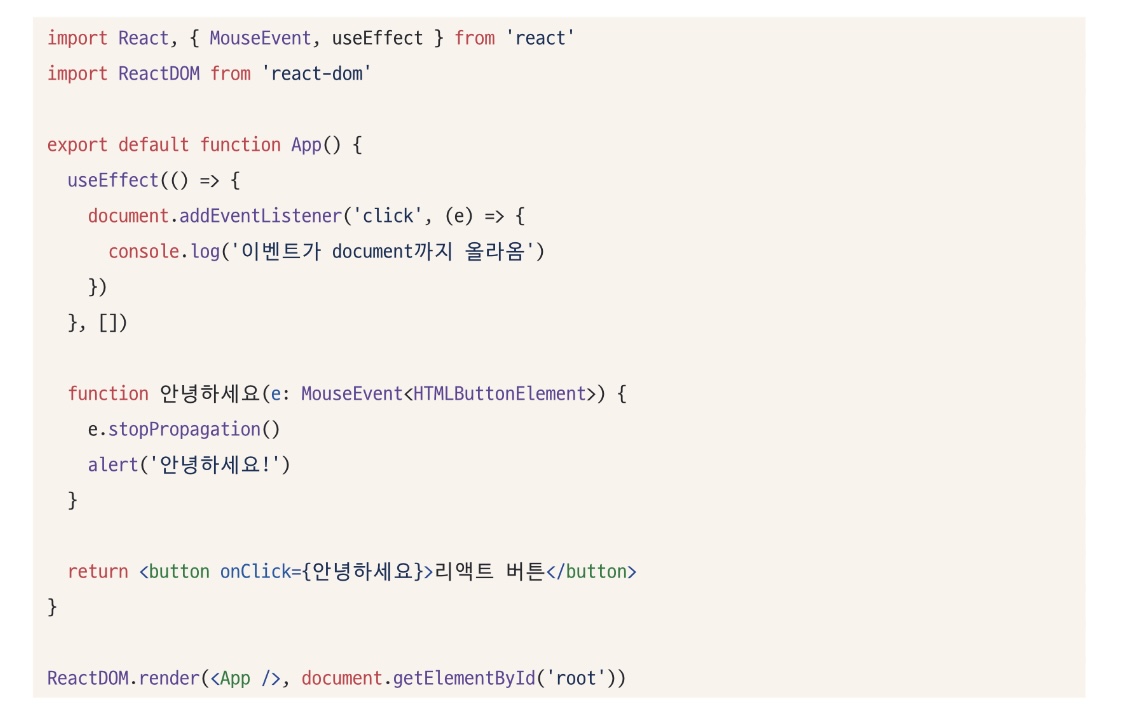 import React, { MouseEvent, useEffect } from 'react'
import ReactDOM from 'react-dom'
export default function App() {
useEffect(() => {
document.addEventListener('click', (e) => {
console.log('이벤트가 document까지 올라옴')
})
}, [])
function 안녕하세요(e: MouseEvent<HTMLButtonElement>) {
e.stopPropagation()
alert('안녕하세요!')
}
return <button onClick={안녕하세요}>리액트 버튼</button>
}
ReactDOM.render(<App />, document.getElementById('root'))